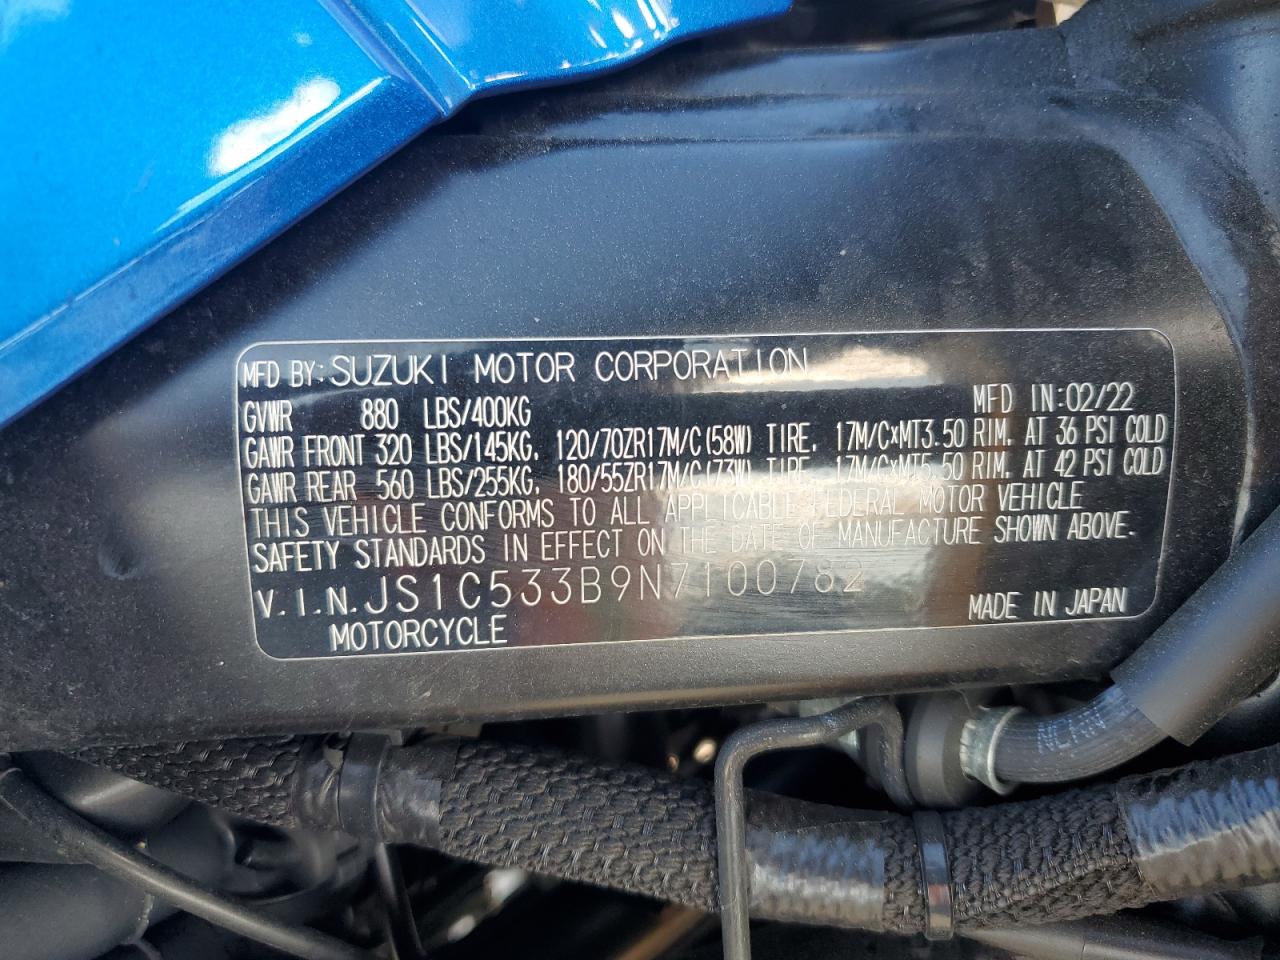 MFD BY: SUZUKI MOTOR CORPORATION
GVWR 880 LBS/400KG MFD IN: 02/22
GAWR FRONT 320 LBS/145KG, 120/70ZR17M/C(58W) TIRE, 17M/CxMT3.50 RIM, AT 36 PSI COLD
GAWR REAR 560 LBS/255KG, 180/55ZR17M/C(73W) TIRE, 17M/CxMT5.50 RIM, AT 42 PSI COLD
THIS VEHICLE CONFORMS TO ALL APPLICABLE FEDERAL MOTOR VEHICLE
SAFETY STANDARDS IN EFFECT ON THE DATE OF MANUFACTURE SHOWN ABOVE.
V.I.N. JS1C533B9N7100782
MADE IN JAPAN
MOTORCYCLE